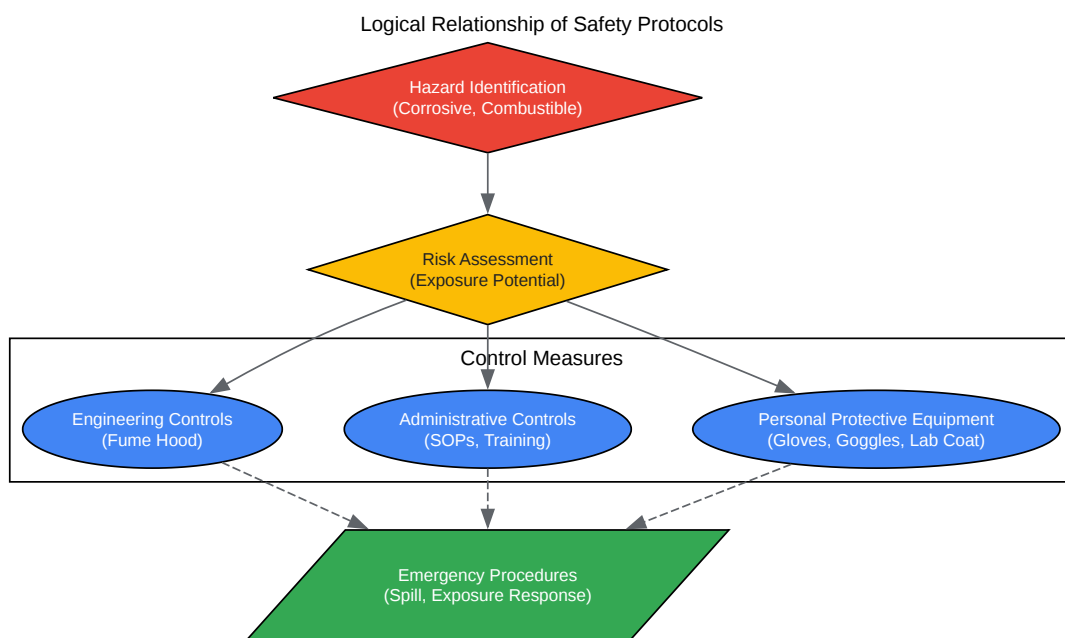 Logical Relationship of Safety Protocols
Hazard Identification
(Corrosive, Combustible)
Risk Assessment
(Exposure Potential)
Control Measures
Engineering Controls
(Fume Hood)
Administrative Controls
(SOPs, Training)
Personal Protective Equipment
(Gloves, Goggles, Lab Coat)
Emergency Procedures
(Spill, Exposure Response)